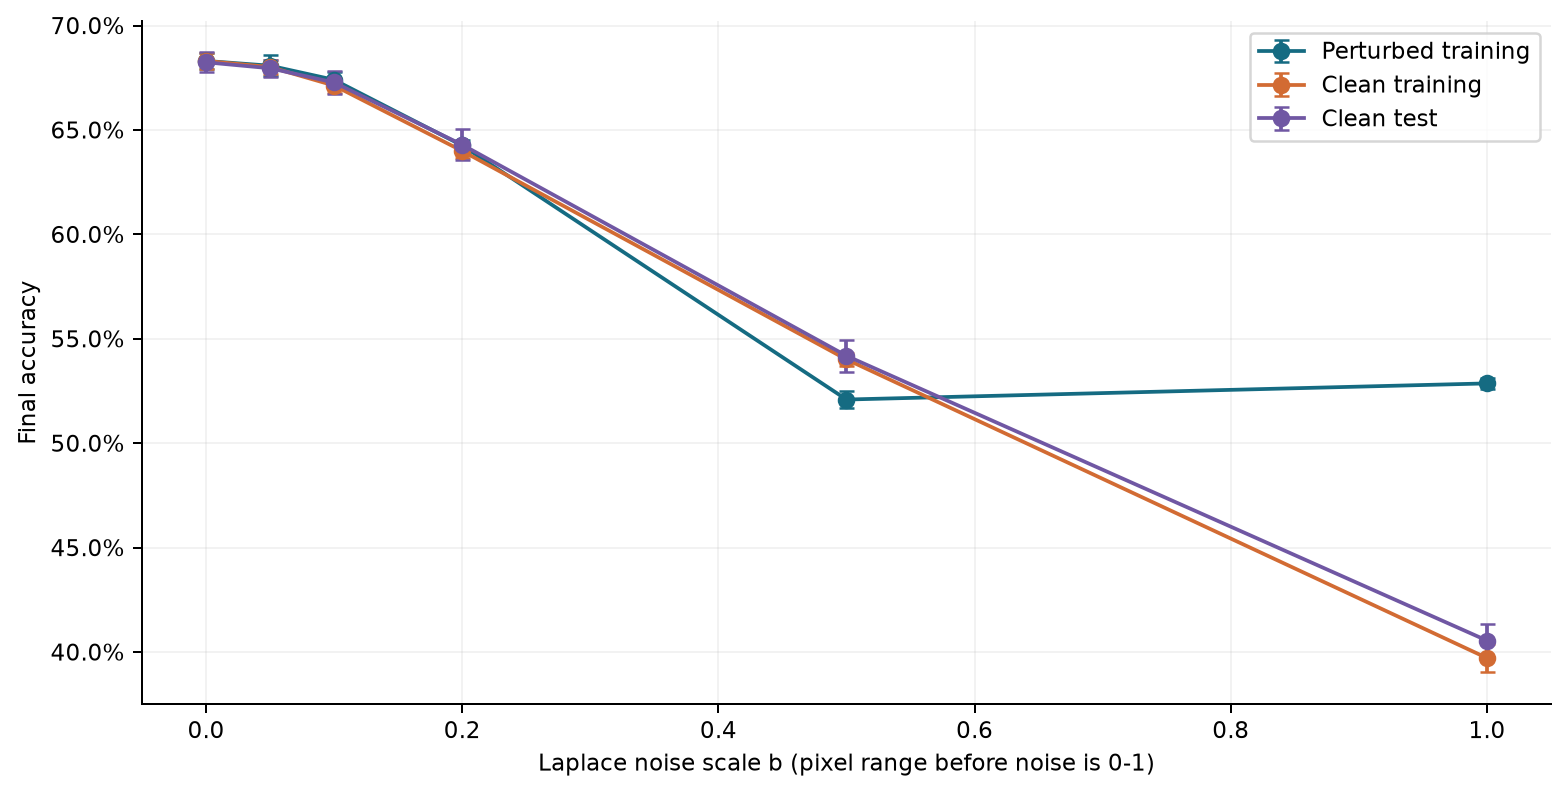 70.0%
65.0%
60.0%
55.0%
50.0%
45.0%
40.0%
Final accuracy
Perturbed training
Clean training
Clean test
0.0 0.2 0.4 0.6 0.8 1.0
Laplace noise scale b (pixel range before noise is 0-1)